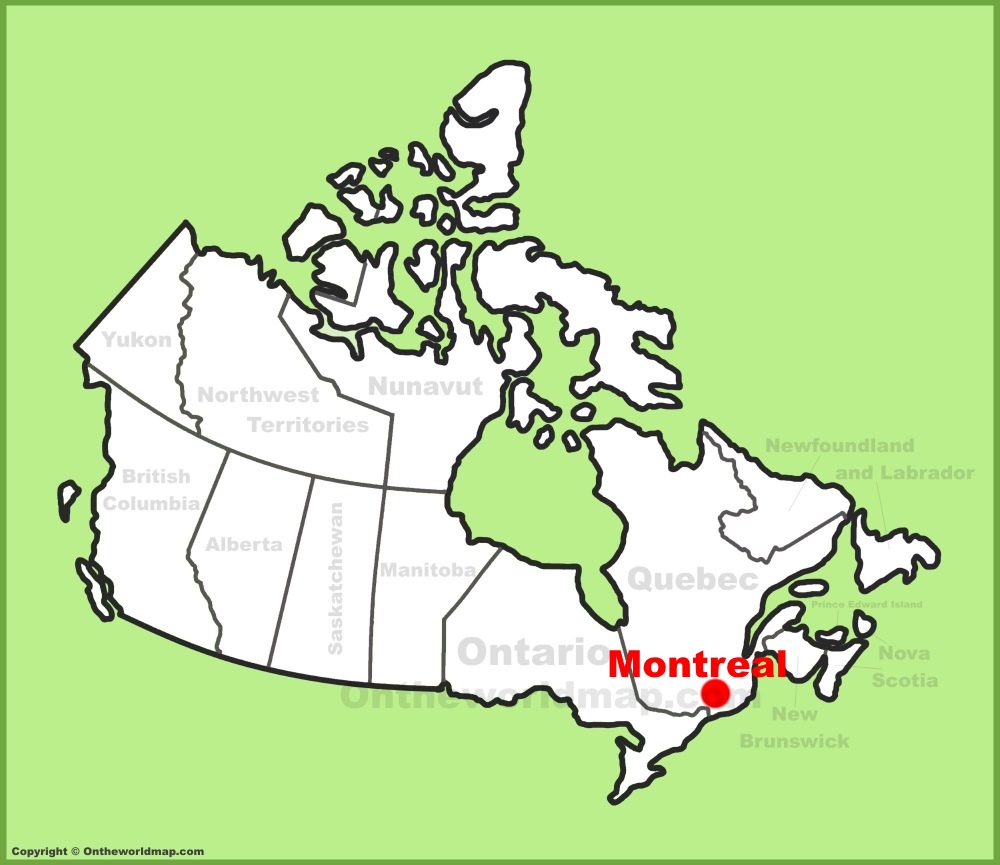 Yukon
Northwest
Territories
Nunavut
Newfoundland
and Labrador
British
Columbia
Alberta
Saskatchewan
Manitoba
Quebec
Prince Edward Island
Ontario
Montreal
Nova
Scotia
Ontheworldmap.com
New
Brunswick
Copyright © Ontheworldmap.com